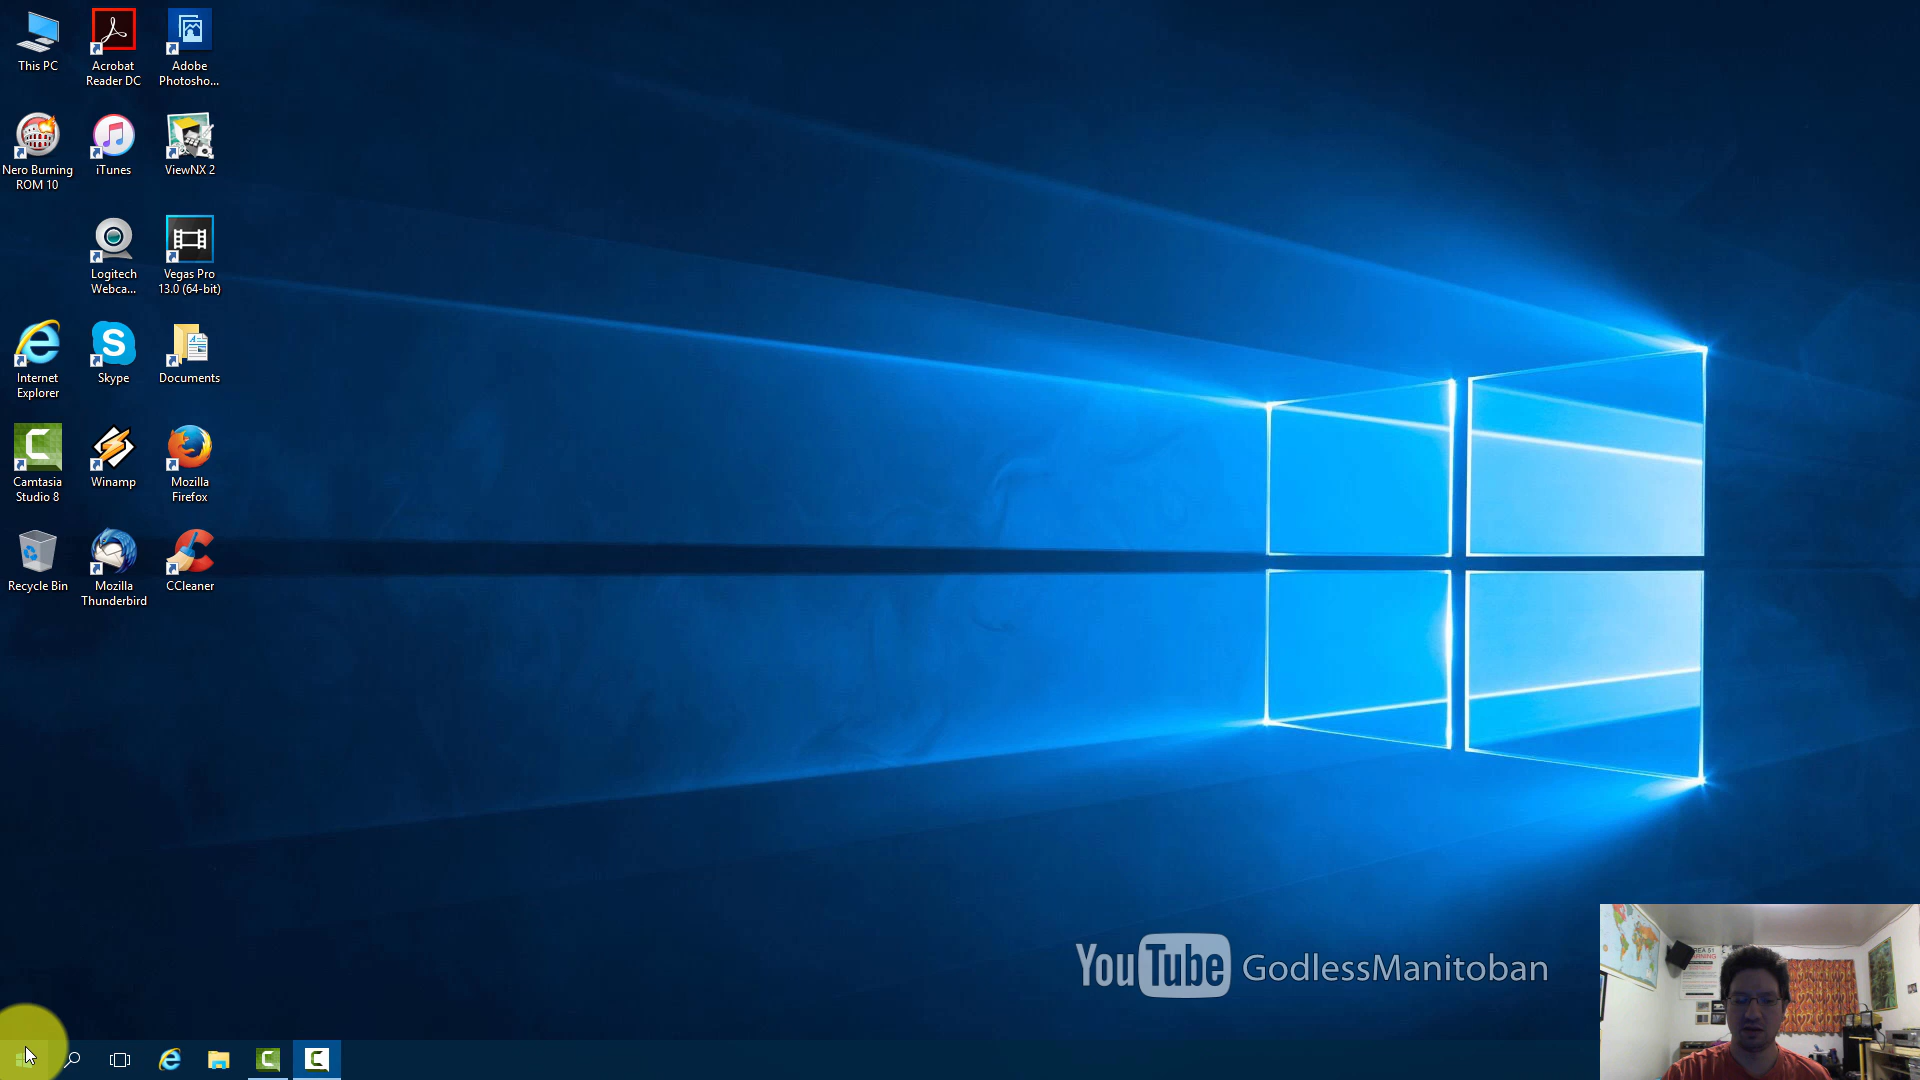 This PC
Acrobat
Reader DC
Adobe
Photosho...
Nero Burning
ROM 10
iTunes
ViewNX 2
Logitech
Webca...
Vegas Pro
13.0 (64-bit)
Internet
Explorer
Skype
Documents
Camtasia
Studio 8
Winamp
Mozilla
Firefox
Recycle Bin
Mozilla
Thunderbird
CCleaner
YouTube GodlessManitoban